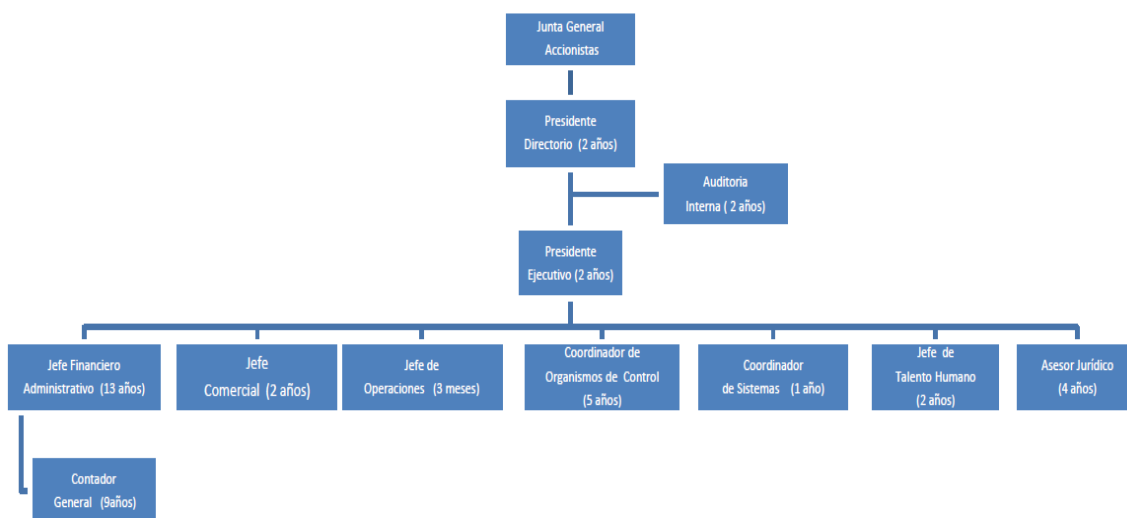 Junta General
Accionistas
Presidente
Directorio (2 años)
Auditoria
Interna ( 2 años)
Presidente
Ejecutivo (2 años)
Jefe Financiero
Administrativo (13 años)
Jefe
Comercial (2 años)
Jefe de
Operaciones (3 meses)
Coordinador de
Organismos de Control
(5 años)
Coordinador
de Sistemas (1 año)
Jefe de
Talento Humano
(2 años)
Asesor Jurídico
(4 años)
Contador
General (9años)